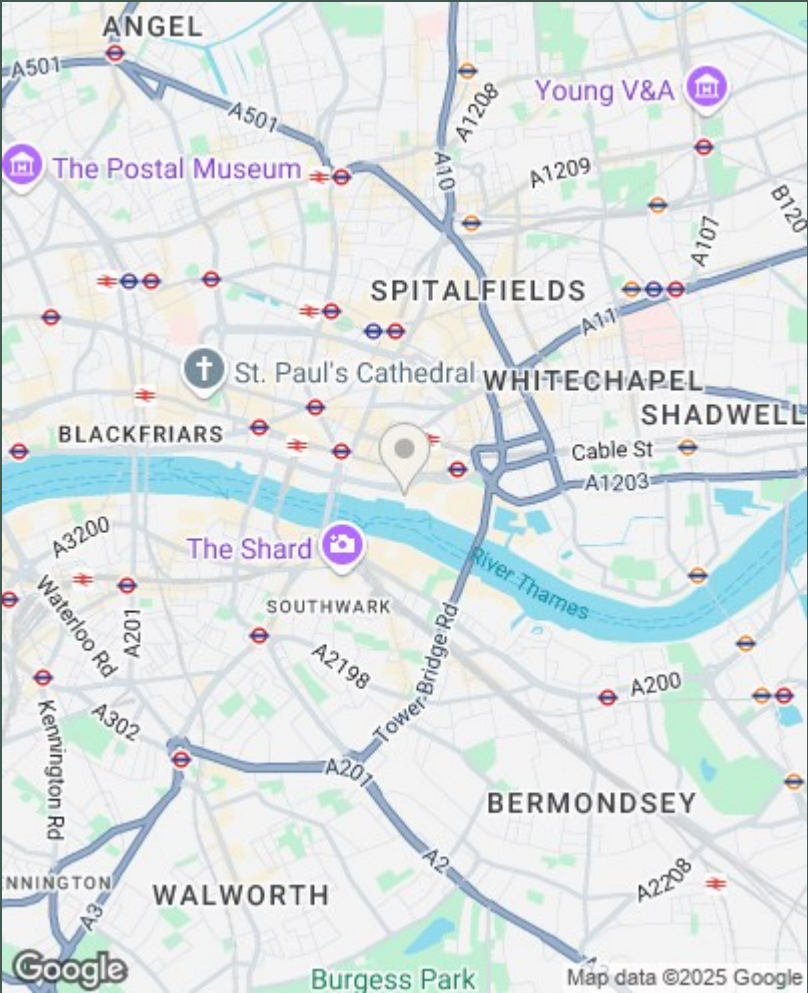 ANGEL
A501
A501
A1208
Young V&A
The Postal Museum
A10
A1209
B120
A107
SPITALFIELDS
A11
St. Paul's Cathedral
WHITECHAPEL
SHADWELL
BLACKFRIARS
Cable St
A1203
A3200
The Shard
River Thames
Waterloo Rd
A201
SOUTHWARK
A2198
Tower Bridge Rd
A200
A302
Kennington Rd
A201
BERMONDSEY
A2
A2208
ENNINGTON
WALWORTH
A3
Google
Burgess Park
Map data ©2025 Google